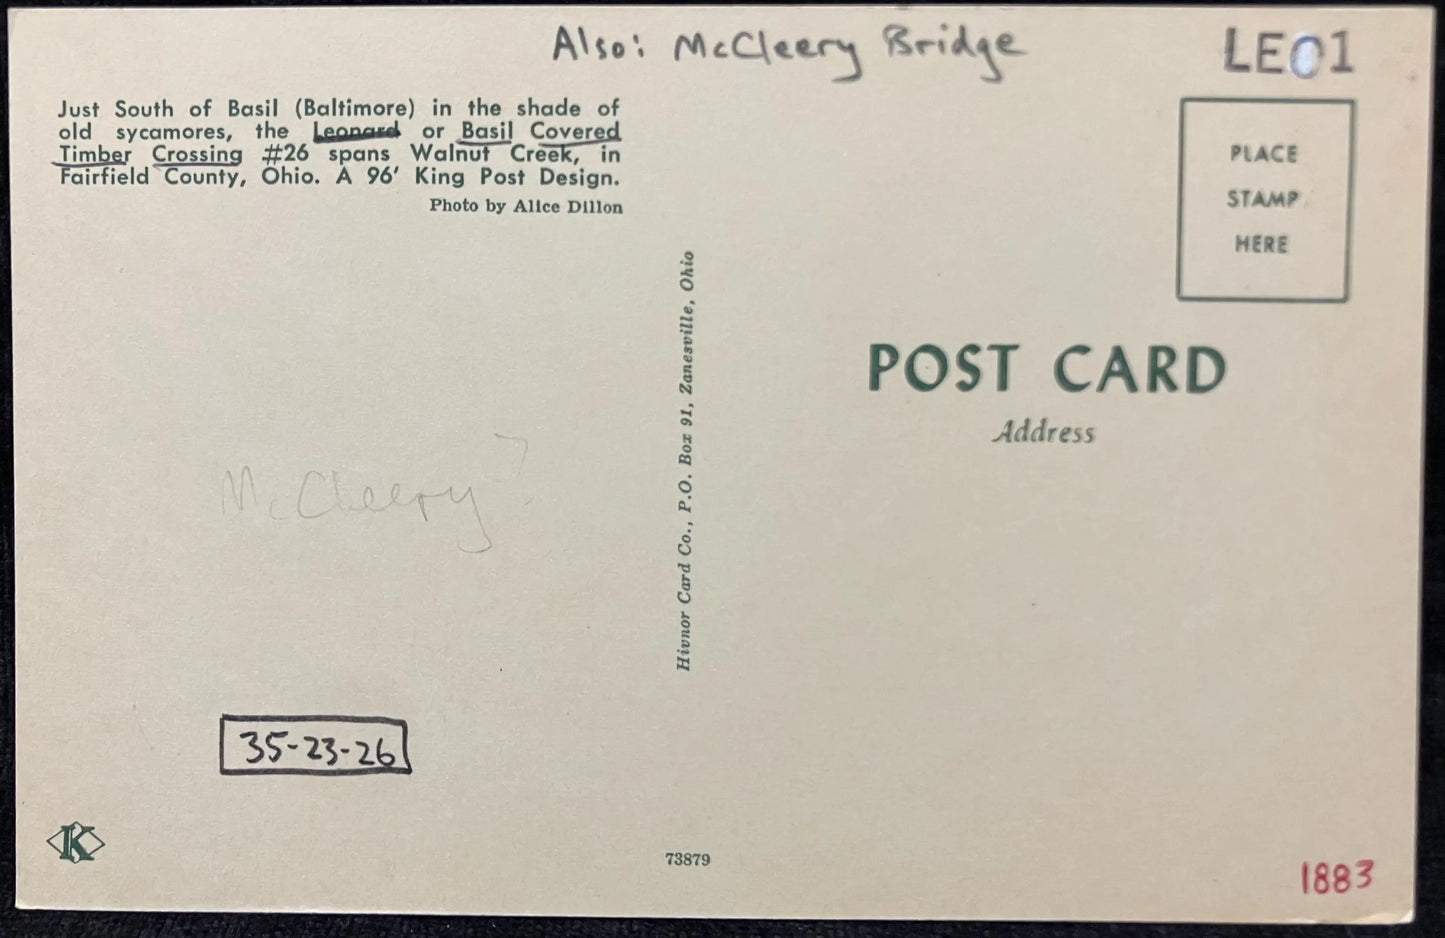 Also: McCleery Bridge
LE01
Just South of Basil (Baltimore) in the shade of
old sycamores, the Leonard or Basil Covered
Timber Crossing #26 spans Walnut Creek, in
Fairfield County, Ohio. A 96' King Post Design.
Photo by Alice Dillon
PLACE
STAMP
HERE
Hivnor Card Co., P.O. Box 91, Zanesville, Ohio
POST CARD
Address
McCleery?
35-23-26
K
73879
1883